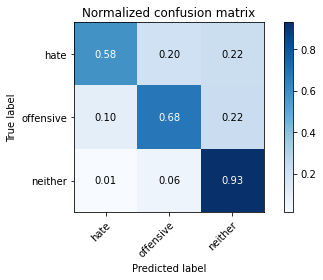 Normalized confusion matrix
True label
hate
0.58 0.20 0.22
offensive
0.10 0.68 0.22
neither
0.01 0.06 0.93
hate offensive neither
Predicted label
0.8
0.6
0.4
0.2